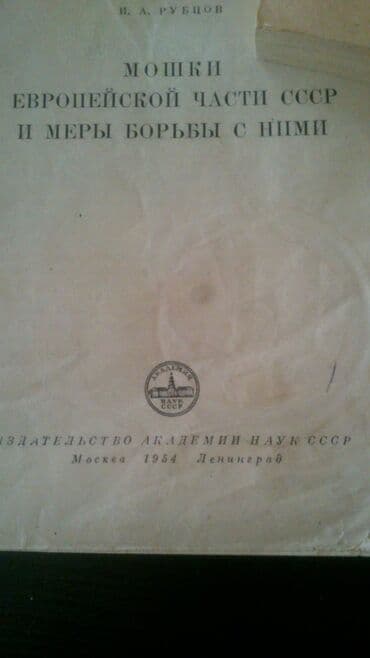 И. А. РУБЦОВ
МОШКИ
ЕВРОПЕЙСКОЙ ЧАСТИ СССР
И МЕРЫ БОРЬБЫ С НИМИ
АКАДЕМИЯ
НАУК
СССР
ИЗДАТЕЛЬСТВО АКАДЕМИИ НАУК СССР
Москва 1954 Ленинград